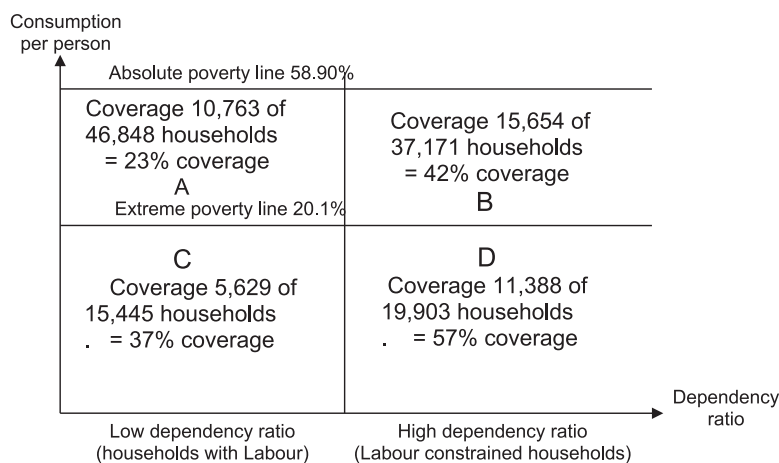 Consumption
per person
Absolute poverty line 58.90%
Coverage 10,763 of
46,848 households
= 23% coverage
A
Coverage 15,654 of
37,171 households
= 42% coverage
B
Extreme poverty line 20.1%
C
Coverage 5,629 of
15,445 households
. = 37% coverage
D
Coverage 11,388 of
19,903 households
. = 57% coverage
Dependency
ratio
Low dependency ratio
(households with Labour)
High dependency ratio
(Labour constrained households)